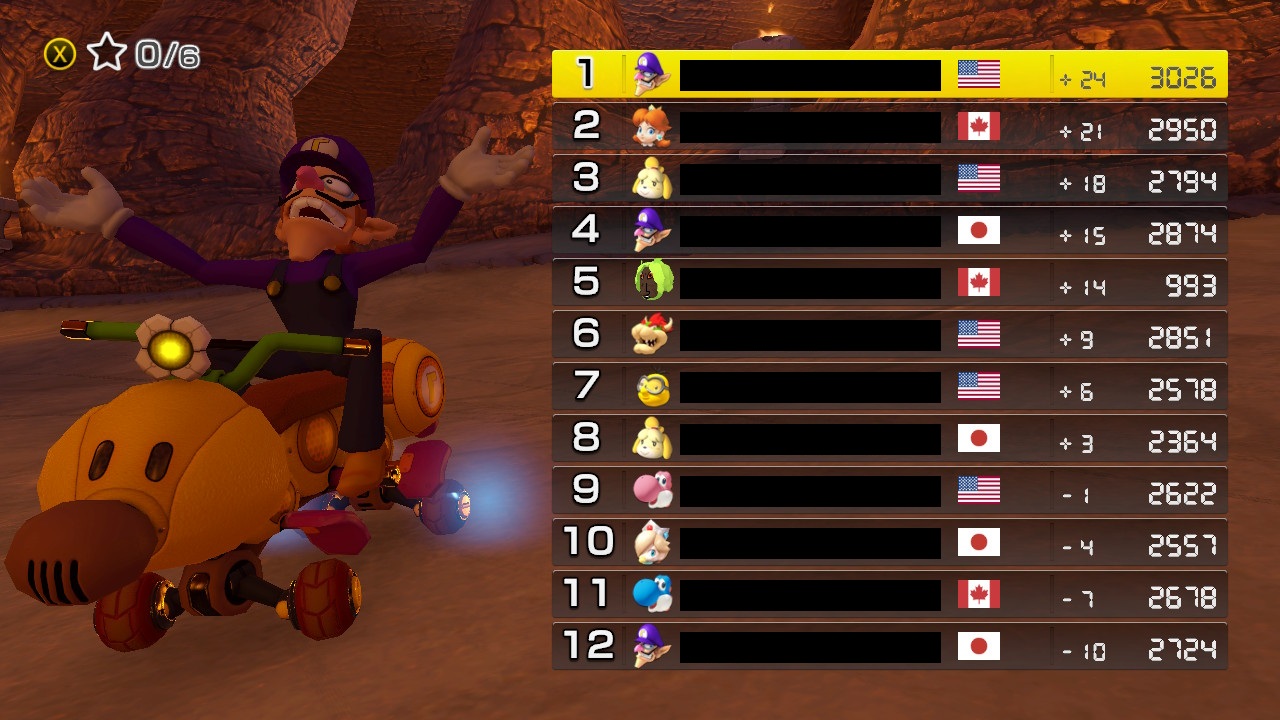 X 0/6
1 + 24 3026
2 + 21 2950
3 + 18 2794
4 + 15 2874
5 + 14 993
6 + 9 2851
7 + 6 2578
8 + 3 2364
9 - 1 2622
10 - 4 2557
11 - 7 2678
12 - 10 2724